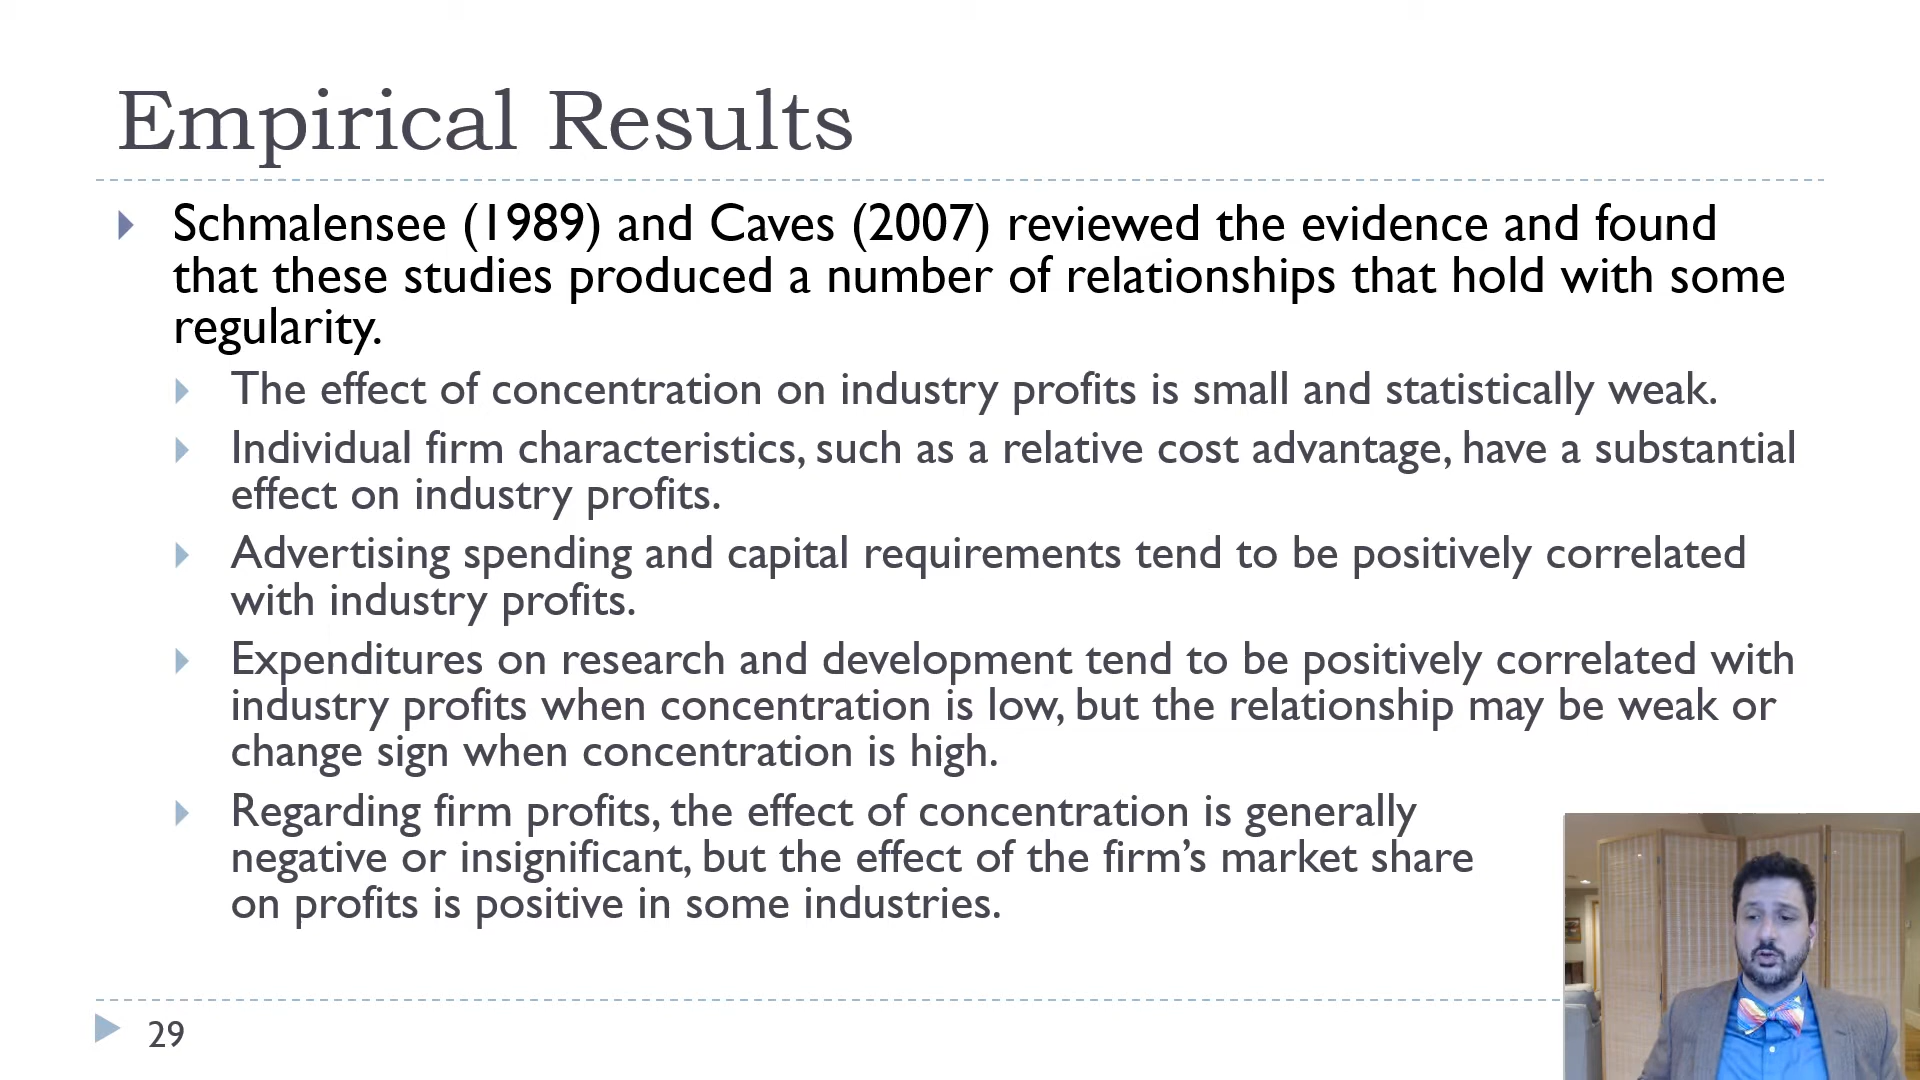 Empirical Results
Schmalensee (1989) and Caves (2007) reviewed the evidence and found
that these studies produced a number of relationships that hold with some
regularity.
The effect of concentration on industry profits is small and statistically weak.
Individual firm characteristics, such as a relative cost advantage, have a substantial
effect on industry profits.
Advertising spending and capital requirements tend to be positively correlated
with industry profits.
Expenditures on research and development tend to be positively correlated with
industry profits when concentration is low, but the relationship may be weak or
change sign when concentration is high.
Regarding firm profits, the effect of concentration is generally
negative or insignificant, but the effect of the firm’s market share
on profits is positive in some industries.
29